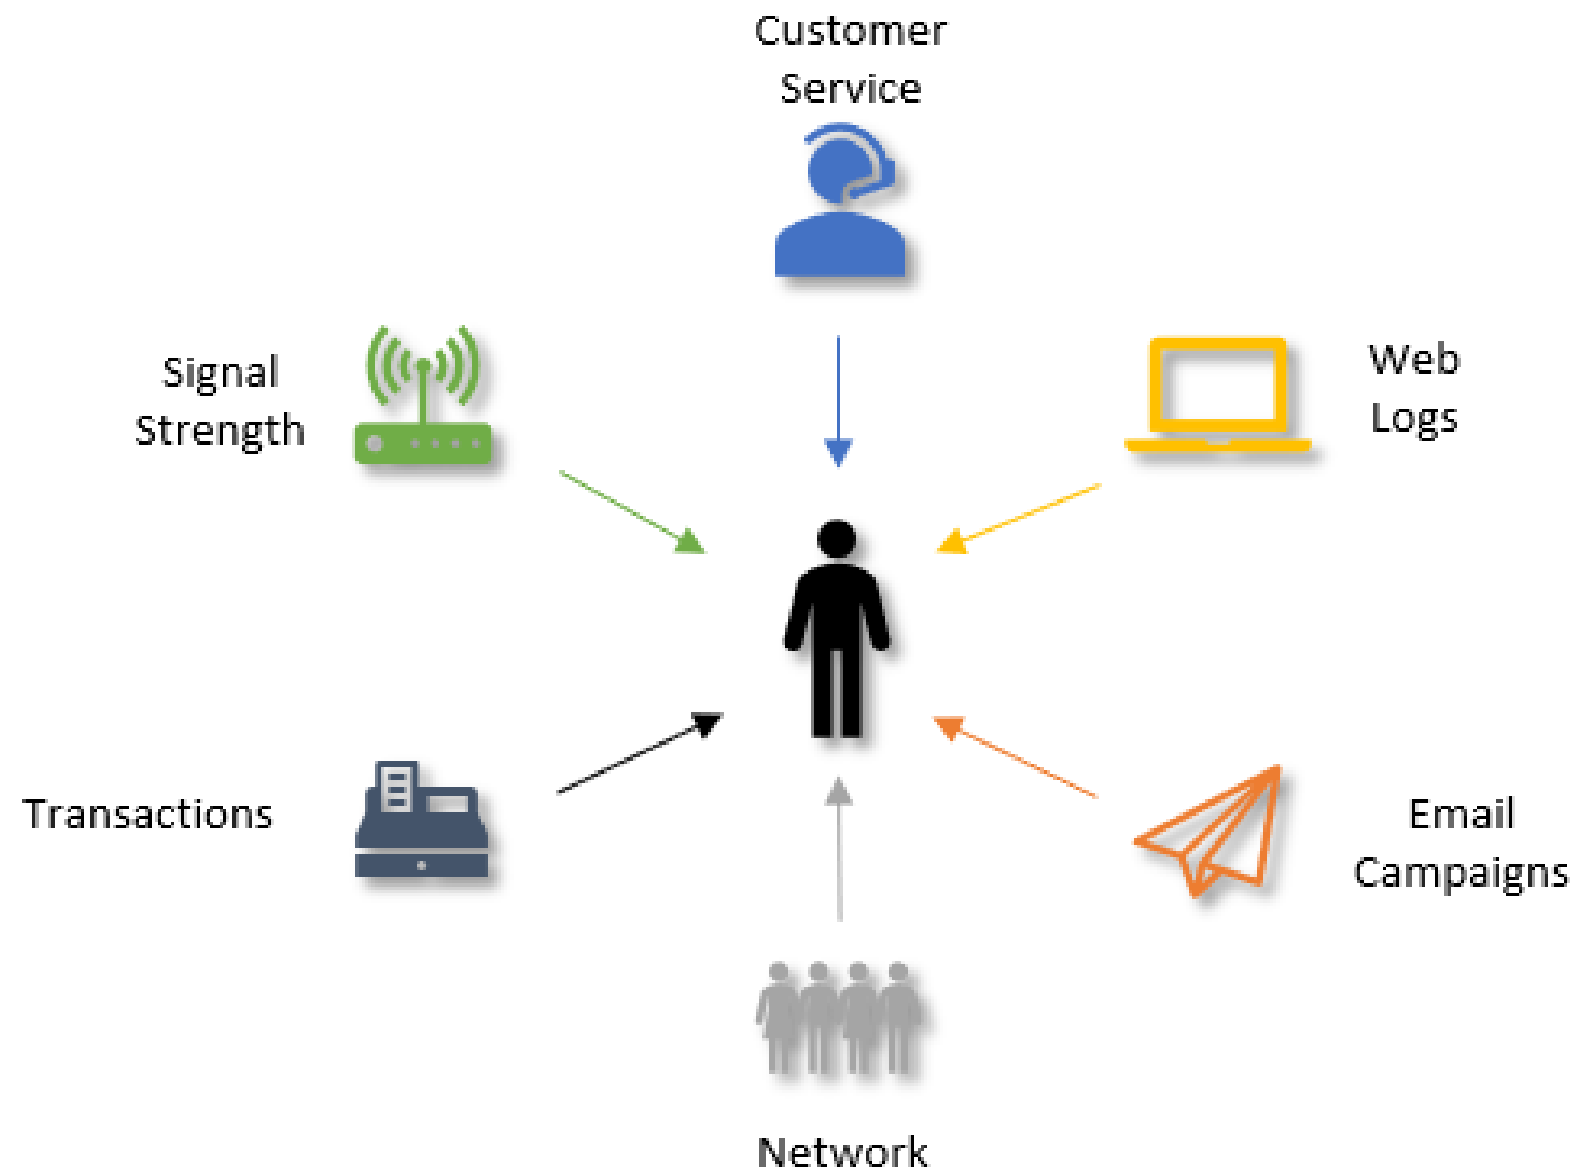 Customer
Service
Signal
Strength
Web
Logs
Transactions
Email
Campaigns
Network